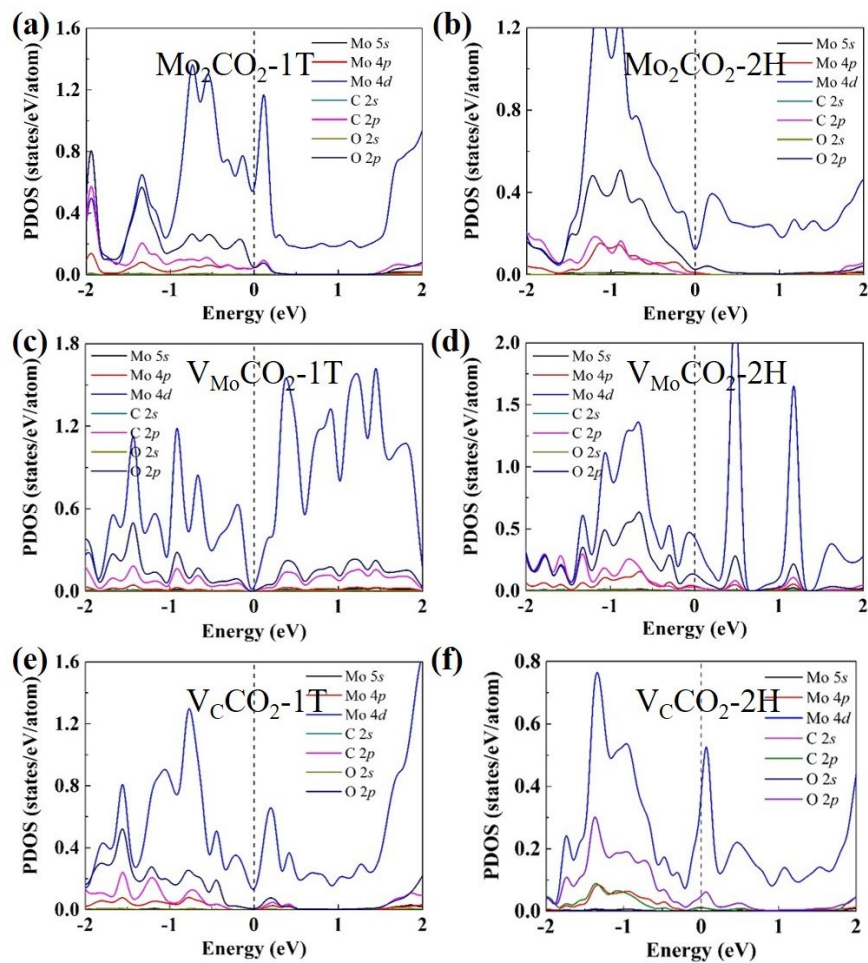 (a)
1.6
1.2
0.8
0.4
0.0
PDOS (states/eV/atom)
Mo₂CO₂-1T
Mo 5s
Mo 4p
Mo 4d
C 2s
C 2p
O 2s
O 2p
-2 -1 0 1 2
Energy (eV)
(b)
1.2
0.9
0.6
0.3
0.0
PDOS (states/eV/atom)
Mo₂CO₂-2H
Mo 5s
Mo 4p
Mo 4d
C 2s
C 2p
O 2s
O 2p
-2 -1 0 1 2
Energy (eV)
(c)
1.8
1.2
0.6
0.0
PDOS (states/eV/atom)
V_MoCO₂-1T
Mo 5s
Mo 4p
Mo 4d
C 2s
C 2p
O 2s
O 2p
-2 -1 0 1 2
Energy (eV)
(d)
2.0
1.5
1.0
0.5
0.0
PDOS (states/eV/atom)
V_MoCO₂-2H
Mo 5s
Mo 4p
Mo 4d
C 2s
C 2p
O 2s
O 2p
-2 -1 0 1 2
Energy (eV)
(e)
1.6
1.2
0.8
0.4
0.0
PDOS (states/eV/atom)
V_CCO₂-1T
Mo 5s
Mo 4p
Mo 4d
C 2s
C 2p
O 2s
O 2p
-2 -1 0 1 2
Energy (eV)
(f)
0.8
0.6
0.4
0.2
0.0
PDOS (states/eV/atom)
V_CCO₂-2H
Mo 5s
Mo 4p
Mo 4d
C 2s
C 2p
O 2s
O 2p
-2 -1 0 1 2
Energy (eV)